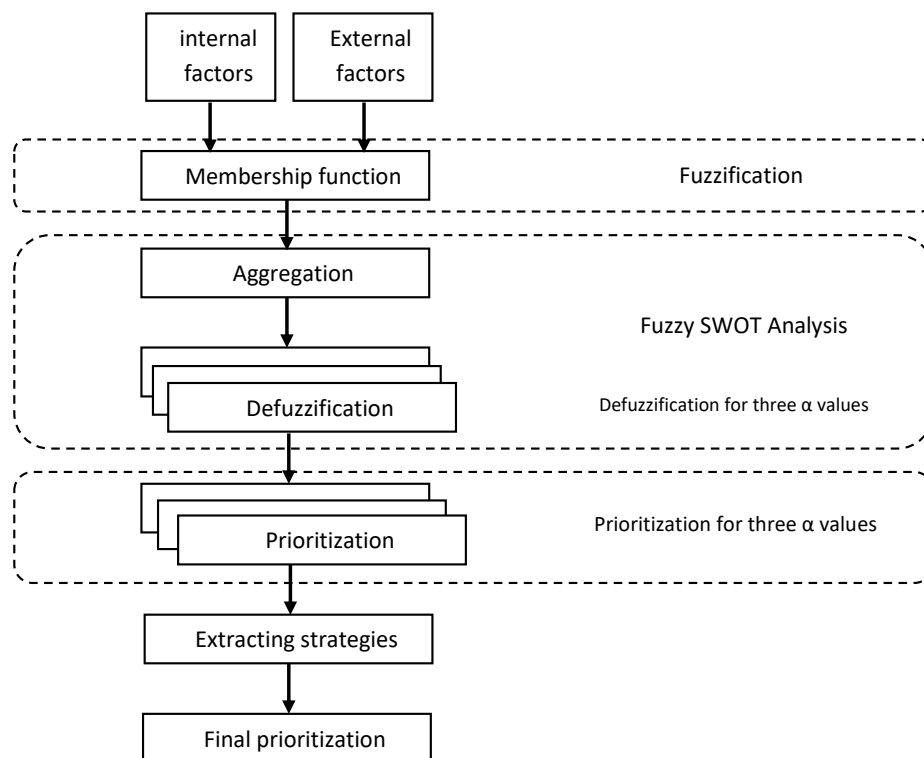 internal
factors
External
factors
Membership function
Fuzzification
Aggregation
Fuzzy SWOT Analysis
Defuzzification
Defuzzification for three α values
Prioritization
Prioritization for three α values
Extracting strategies
Final prioritization